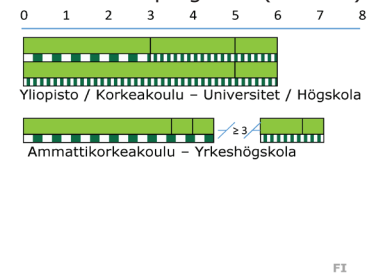 0 1 2 3 4 5 6 7 8
Yliopisto / Korkeakoulu – Universitet / Högskola
≥ 3
Ammattikorkeakoulu – Yrkeshögskola
FI